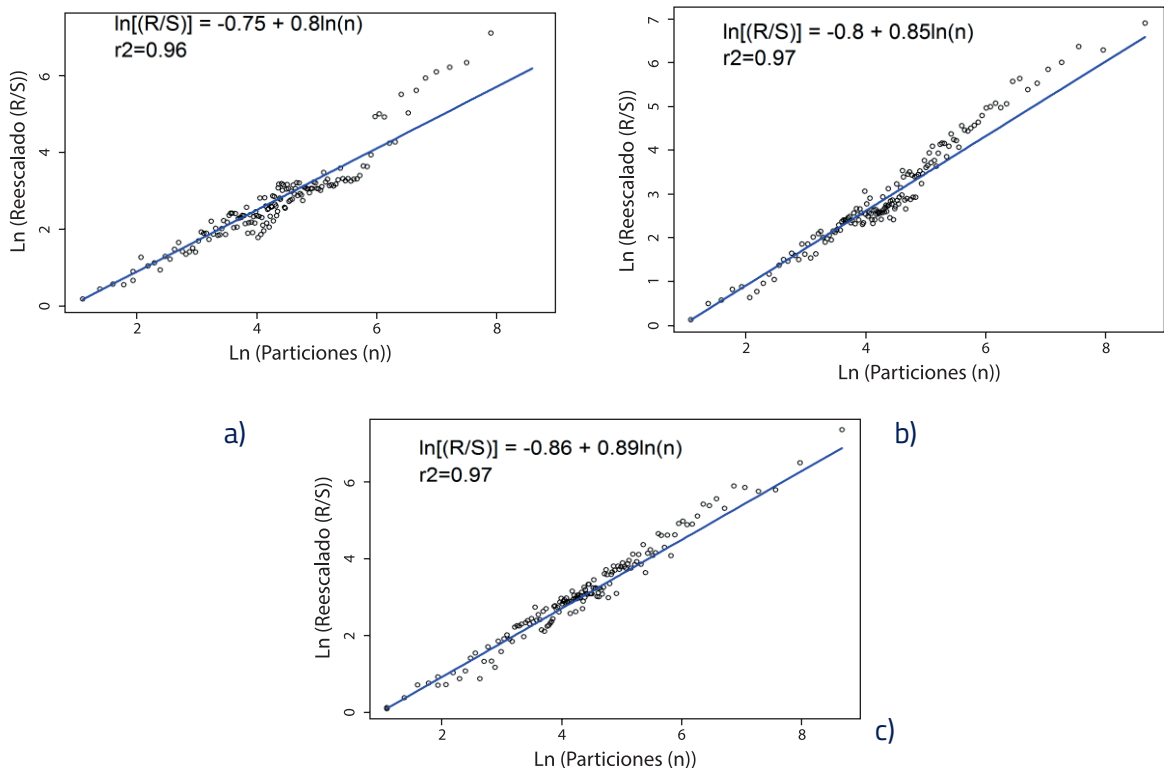 ln[(R/S)] = -0.75 + 0.8ln(n)
r2=0.96
Ln (Reescalado (R/S))
0
2
4
6
2
4
6
8
Ln (Particiones (n))
a)
ln[(R/S)] = -0.8 + 0.85ln(n)
r2=0.97
Ln (Reescalado (R/S))
0
1
2
3
4
5
6
7
2
4
6
8
Ln (Particiones (n))
b)
ln[(R/S)] = -0.86 + 0.89ln(n)
r2=0.97
Ln (Reescalado (R/S))
0
2
4
6
2
4
6
8
Ln (Particiones (n))
c)